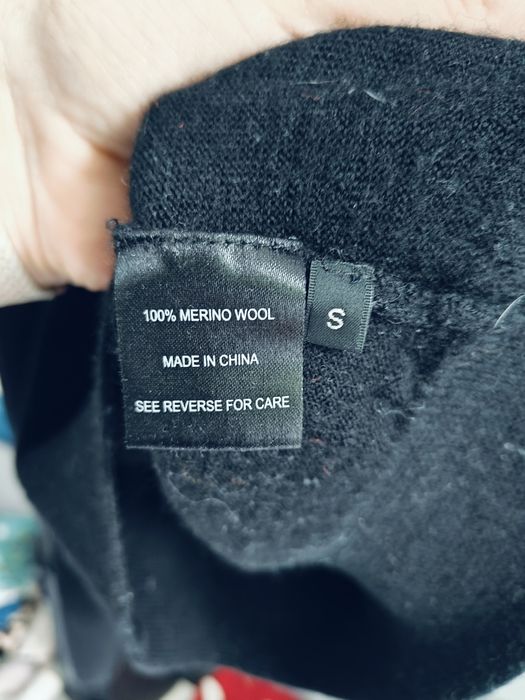 100% MERINO WOOL
MADE IN CHINA
SEE REVERSE FOR CARE
S